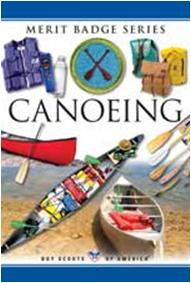 MERIT BADGE SERIES
CANOEING
BOY SCOUTS OF AMERICA